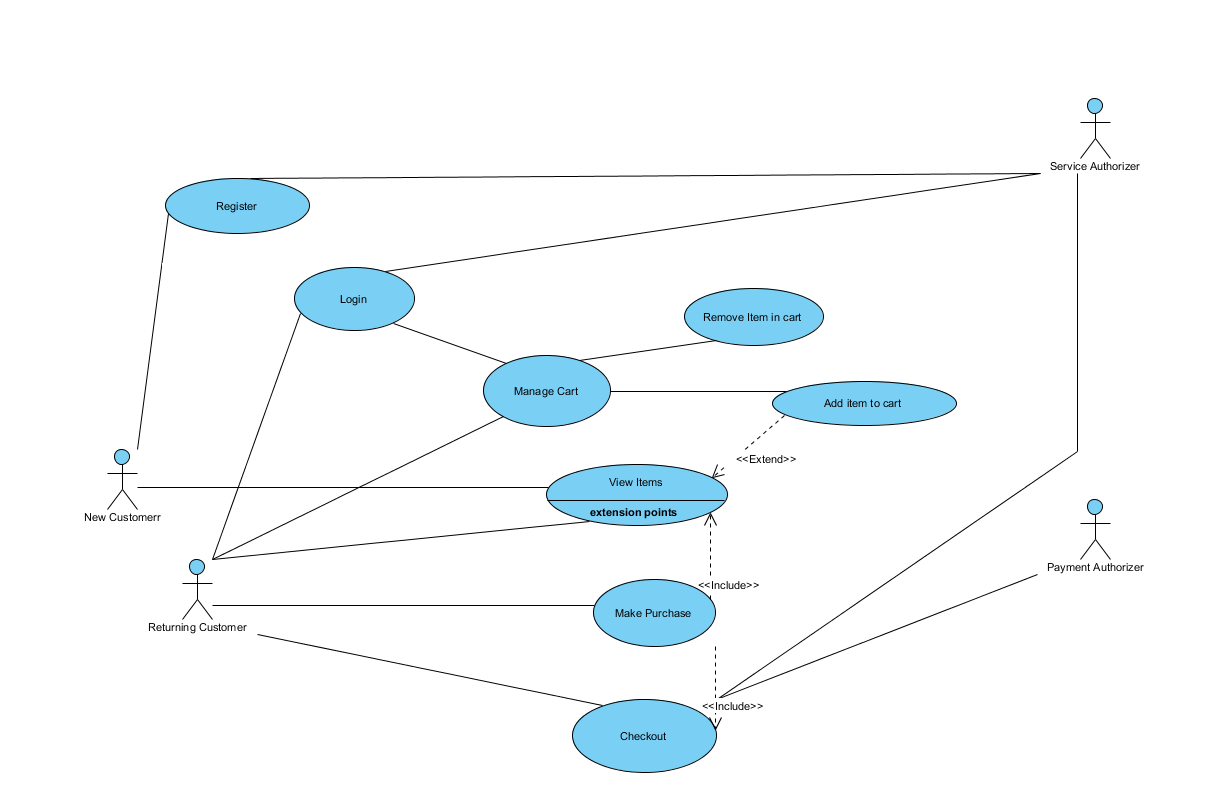 Service Authorizer
Register
Login
Remove Item in cart
Manage Cart
Add item to cart
<<Extend>>
View Items
extension points
New Customerr
Payment Authorizer
<<Include>>
Make Purchase
Returning Customer
<<Include>>
Checkout